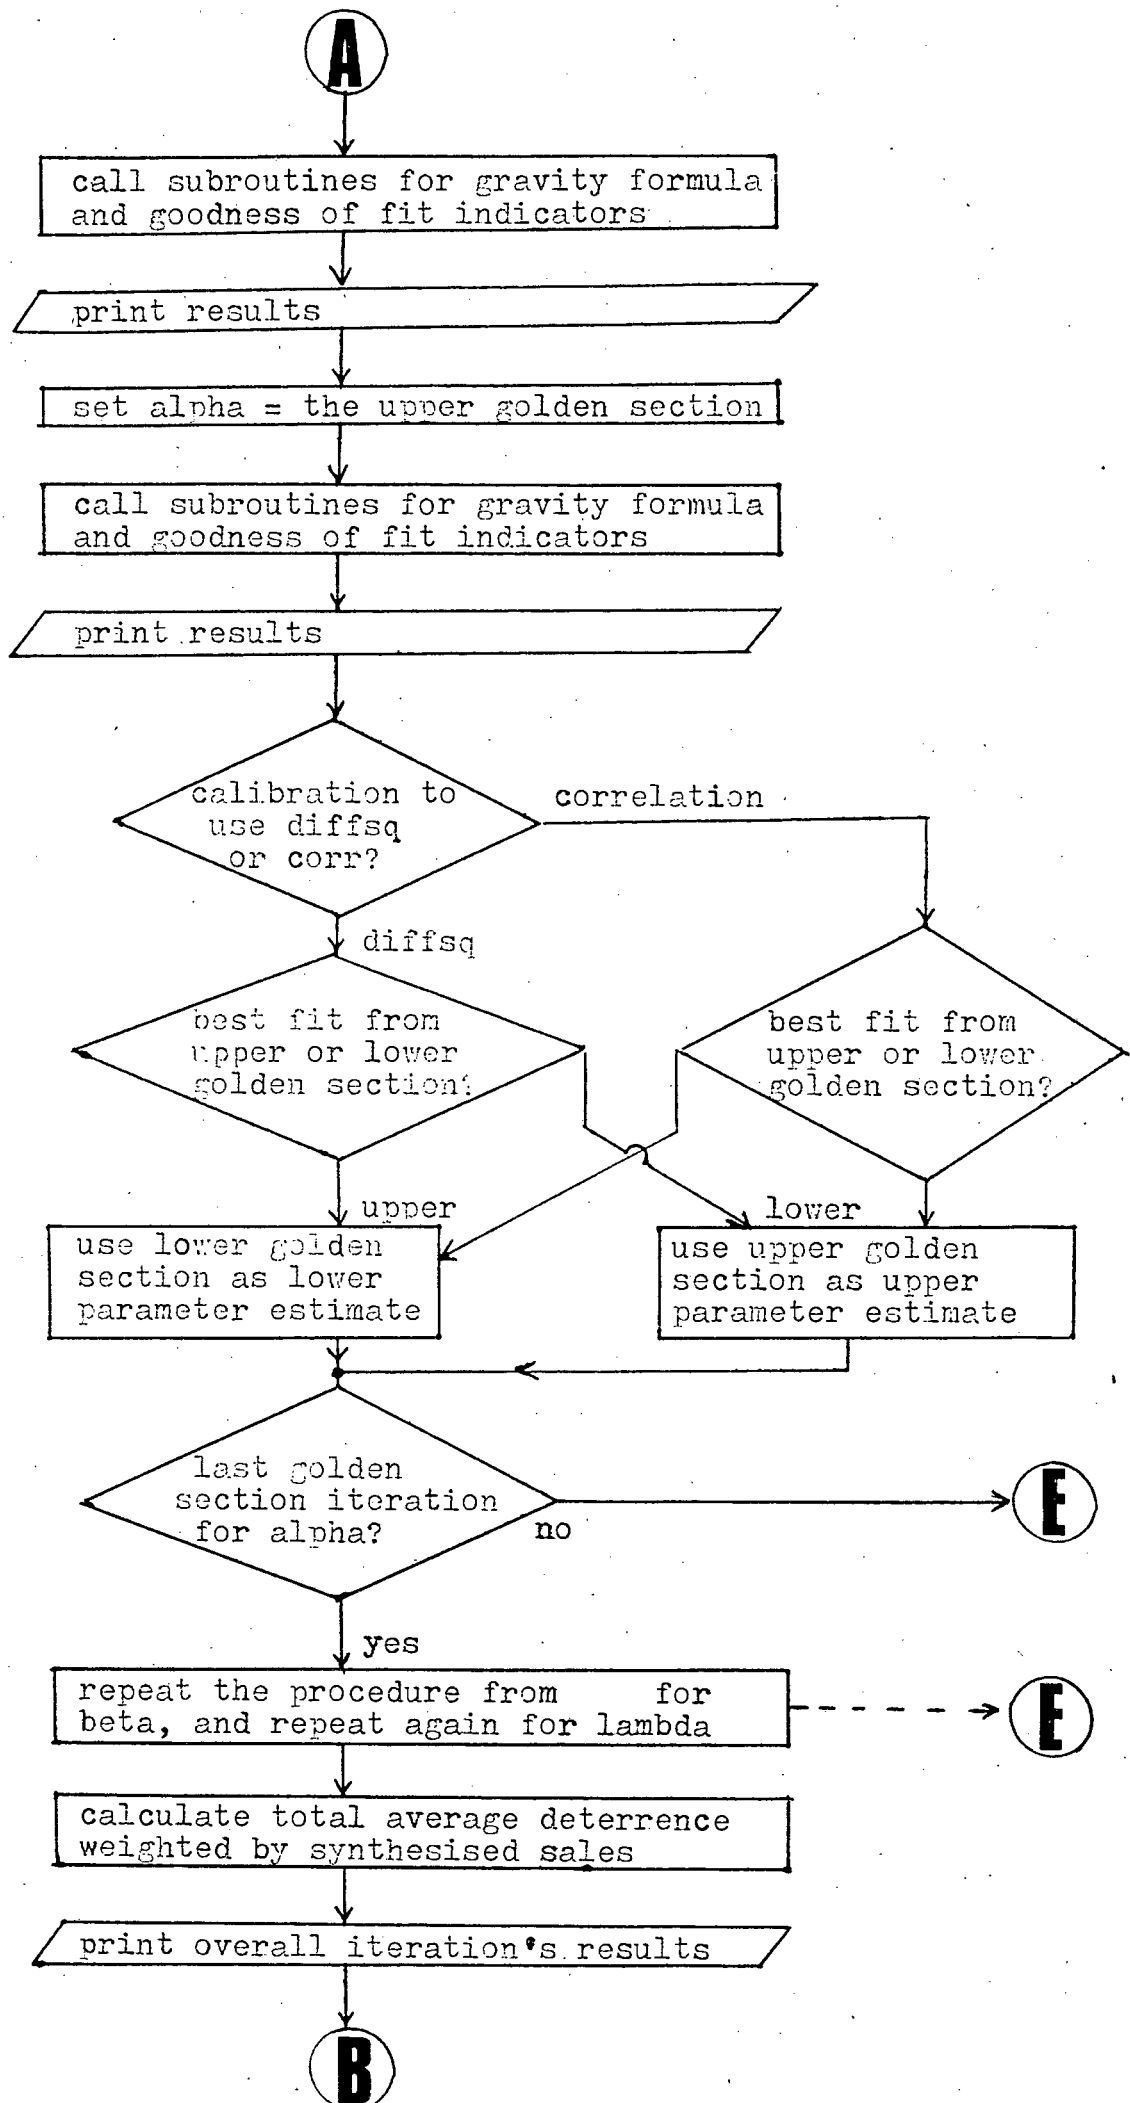 A
call subroutines for gravity formula
and goodness of fit indicators
print results
set alpha = the upper golden section
call subroutines for gravity formula
and goodness of fit indicators
print results
calibration to
use diffsq
or corr?
correlation
diffsq
best fit from
upper or lower
golden section?
best fit from
upper or lower
golden section?
upper
lower
use lower golden
section as lower
parameter estimate
use upper golden
section as upper
parameter estimate
last golden
section iteration
for alpha?
no
E
yes
repeat the procedure from for
beta, and repeat again for lambda
E
calculate total average deterrence
weighted by synthesised sales
print overall iteration's results
B